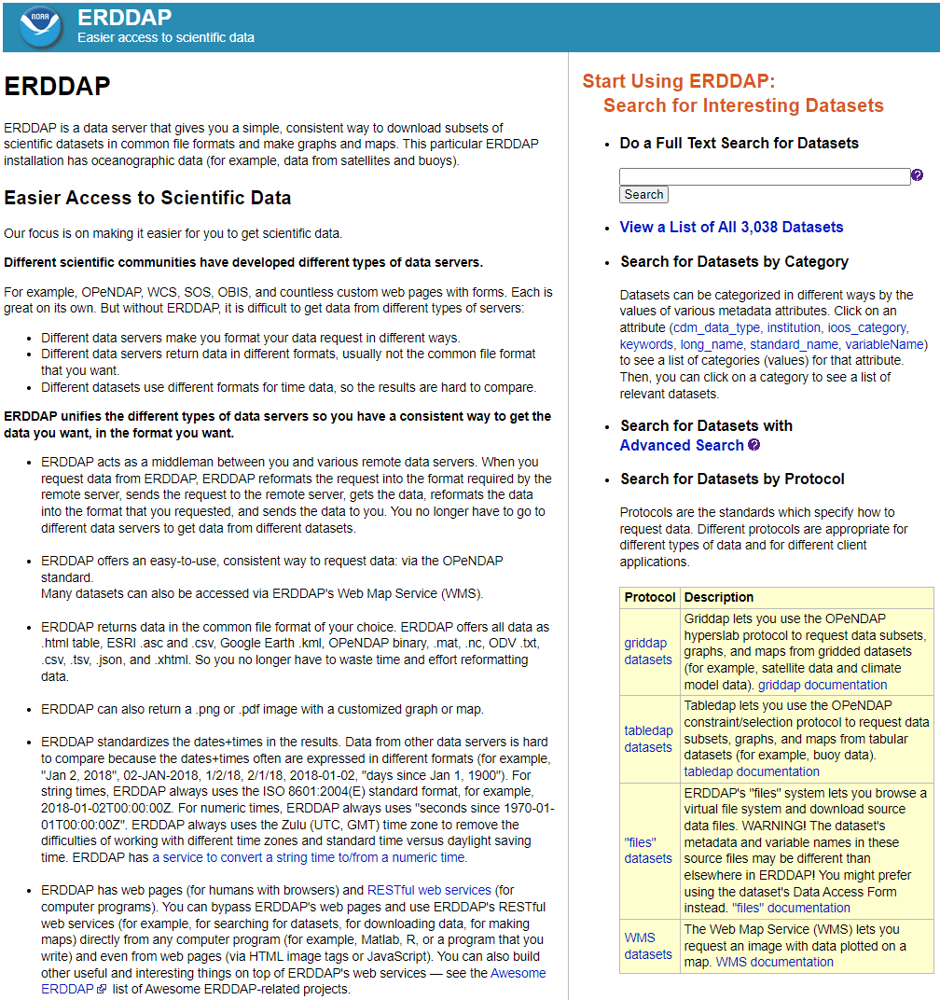 NOAA
ERDDAP
Easier access to scientific data
ERDDAP
ERDDAP is a data server that gives you a simple, consistent way to download subsets of
scientific datasets in common file formats and make graphs and maps. This particular ERDDAP
installation has oceanographic data (for example, data from satellites and buoys).
Easier Access to Scientific Data
Our focus is on making it easier for you to get scientific data.
Different scientific communities have developed different types of data servers.
For example, OPeNDAP, WCS, SOS, OBIS, and countless custom web pages with forms. Each is
great on its own. But without ERDDAP, it is difficult to get data from different types of servers:
• Different data servers make you format your data request in different ways.
• Different data servers return data in different formats, usually not the common file format
that you want.
• Different datasets use different formats for time data, so the results are hard to compare.
ERDDAP unifies the different types of data servers so you have a consistent way to get the
data you want, in the format you want.
• ERDDAP acts as a middleman between you and various remote data servers. When you
request data from ERDDAP, ERDDAP reformats the request into the format required by the
remote server, sends the request to the remote server, gets the data, reformats the data
into the format that you requested, and sends the data to you. You no longer have to go to
different data servers to get data from different datasets.
• ERDDAP offers an easy-to-use, consistent way to request data: via the OPeNDAP
standard.
Many datasets can also be accessed via ERDDAP's Web Map Service (WMS).
• ERDDAP returns data in the common file format of your choice. ERDDAP offers all data as
.html table, ESRI .asc and .csv, Google Earth .kml, OPeNDAP binary, .mat, .nc, ODV .txt,
.csv, .tsv, .json, and .xhtml. So you no longer have to waste time and effort reformatting
data.
• ERDDAP can also return a .png or .pdf image with a customized graph or map.
• ERDDAP standardizes the dates+times in the results. Data from other data servers is hard
to compare because the dates+times often are expressed in different formats (for example,
"Jan 2, 2018", 02-JAN-2018, 1/2/18, 2/1/18, 2018-01-02, "days since Jan 1, 1900"). For
string times, ERDDAP always uses the ISO 8601:2004(E) standard format, for example,
2018-01-02T00:00:00Z. For numeric times, ERDDAP always uses "seconds since 1970-01-
01T00:00:00Z". ERDDAP always uses the Zulu (UTC, GMT) time zone to remove the
difficulties of working with different time zones and standard time versus daylight saving
time. ERDDAP has a service to convert a string time to/from a numeric time.
• ERDDAP has web pages (for humans with browsers) and RESTful web services (for
computer programs). You can bypass ERDDAP's web pages and use ERDDAP's RESTful
web services (for example, for searching for datasets, for downloading data, for making
maps) directly from any computer program (for example, Matlab, R, or a program that you
write) and even from web pages (via HTML image tags or JavaScript). You can also build
other useful and interesting things on top of ERDDAP's web services — see the Awesome
ERDDAP list of Awesome ERDDAP-related projects.
Start Using ERDDAP:
Search for Interesting Datasets
• Do a Full Text Search for Datasets
?
Search
• View a List of All 3,038 Datasets
• Search for Datasets by Category
Datasets can be categorized in different ways by the
values of various metadata attributes. Click on an
attribute (cdm_data_type, institution, ioos_category,
keywords, long_name, standard_name, variableName)
to see a list of categories (values) for that attribute.
Then, you can click on a category to see a list of
relevant datasets.
• Search for Datasets with
Advanced Search ?
• Search for Datasets by Protocol
Protocols are the standards which specify how to
request data. Different protocols are appropriate for
different types of data and for different client
applications.
Protocol Description
griddap
datasets
Griddap lets you use the OPeNDAP
hyperslab protocol to request data subsets,
graphs, and maps from gridded datasets
(for example, satellite data and climate
model data). griddap documentation
tabledap
datasets
Tabledap lets you use the OPeNDAP
constraint/selection protocol to request data
subsets, graphs, and maps from tabular
datasets (for example, buoy data).
tabledap documentation
"files"
datasets
ERDDAP's "files" system lets you browse a
virtual file system and download source
data files. WARNING! The dataset's
metadata and variable names in these
source files may be different than
elsewhere in ERDDAP! You might prefer
using the dataset's Data Access Form
instead. "files" documentation
WMS
datasets
The Web Map Service (WMS) lets you
request an image with data plotted on a
map. WMS documentation